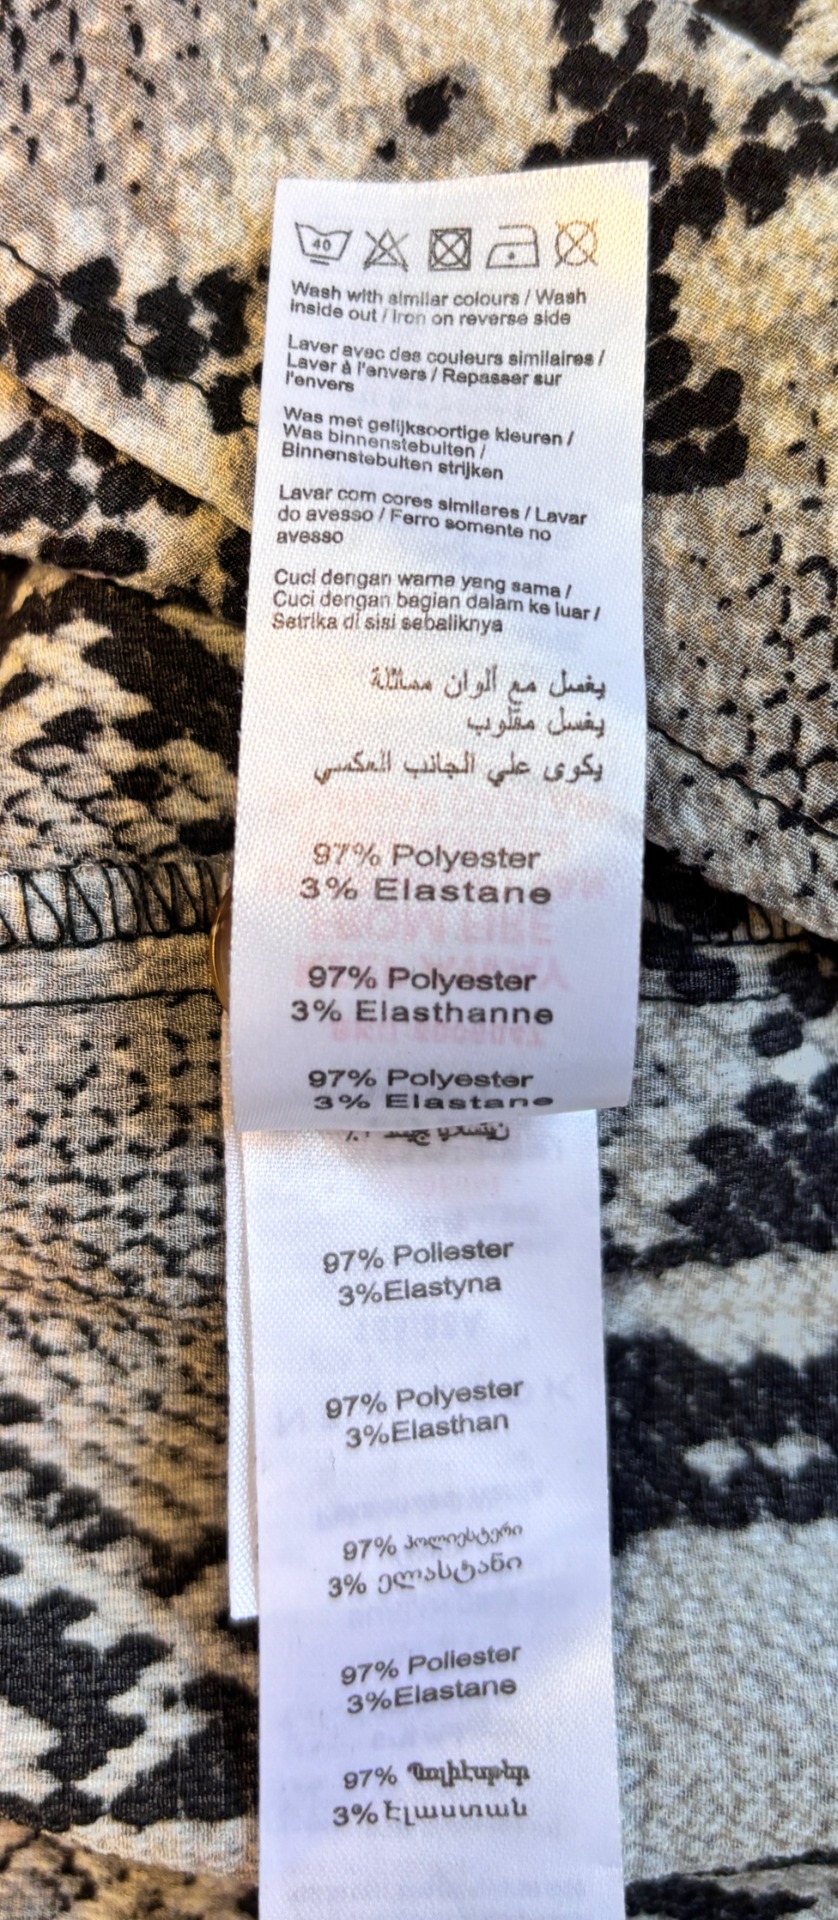 40
Wash with similar colours / Wash
inside out / Iron on reverse side
Laver avec des couleurs similaires /
Laver à l'envers / Repasser sur
l'envers
Was met gelijksoortige kleuren /
Was binnenstebuiten /
Binnenstebuiten strijken
Lavar com cores similares / Lavar
do avesso / Ferro somente no
avesso
Cuci dengan warna yang sama /
Cuci dengan bagian dalam ke luar /
Setrika di sisi sebaliknya
يغسل مع ألوان مماثلة
يغسل مقلوب
يكوى علي الجانب العكسي
97% Polyester
3% Elastane
97% Polyester
3% Elasthanne
97% Polyester
3% Elastane
97% Poliester
3%Elastyna
97% Polyester
3%Elasthan
97% პოლიესტერი
3% ელასტანი
97% Poliester
3%Elastane
97% Պոլիէսթեր
3% Էլաստան